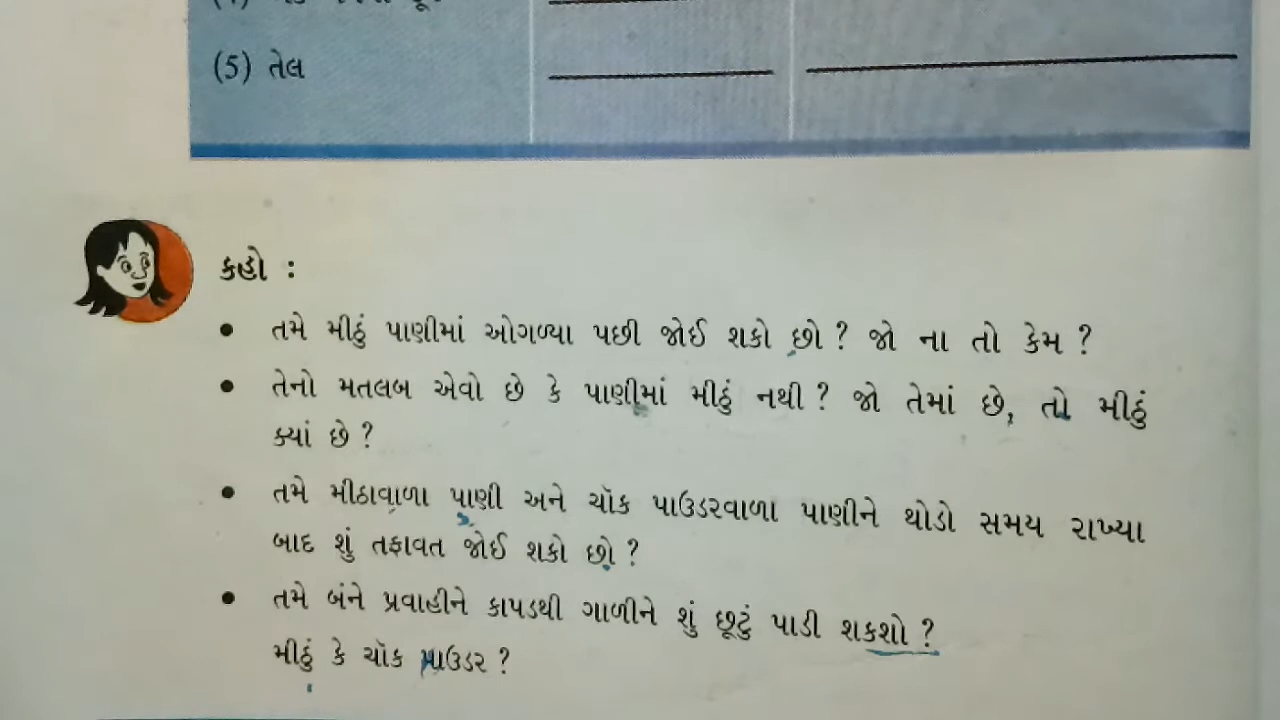 (5) તેલ
કહો :
• તમે મીઠું પાણીમાં ઓગળ્યા પછી જોઈ શકો છો ? જો ના તો કેમ ?
• તેનો મતલબ એવો છે કે પાણીમાં મીઠું નથી ? જો તેમાં છે, તો મીઠું
ક્યાં છે ?
• તમે મીઠાવાળા પાણી અને ચૉક પાઉડરવાળા પાણીને થોડો સમય રાખ્યા
બાદ શું તફાવત જોઈ શકો છો ?
• તમે બંને પ્રવાહીને કાપડથી ગાળીને શું છૂટું પાડી શકશો ?
મીઠું કે ચૉક પાઉડર ?